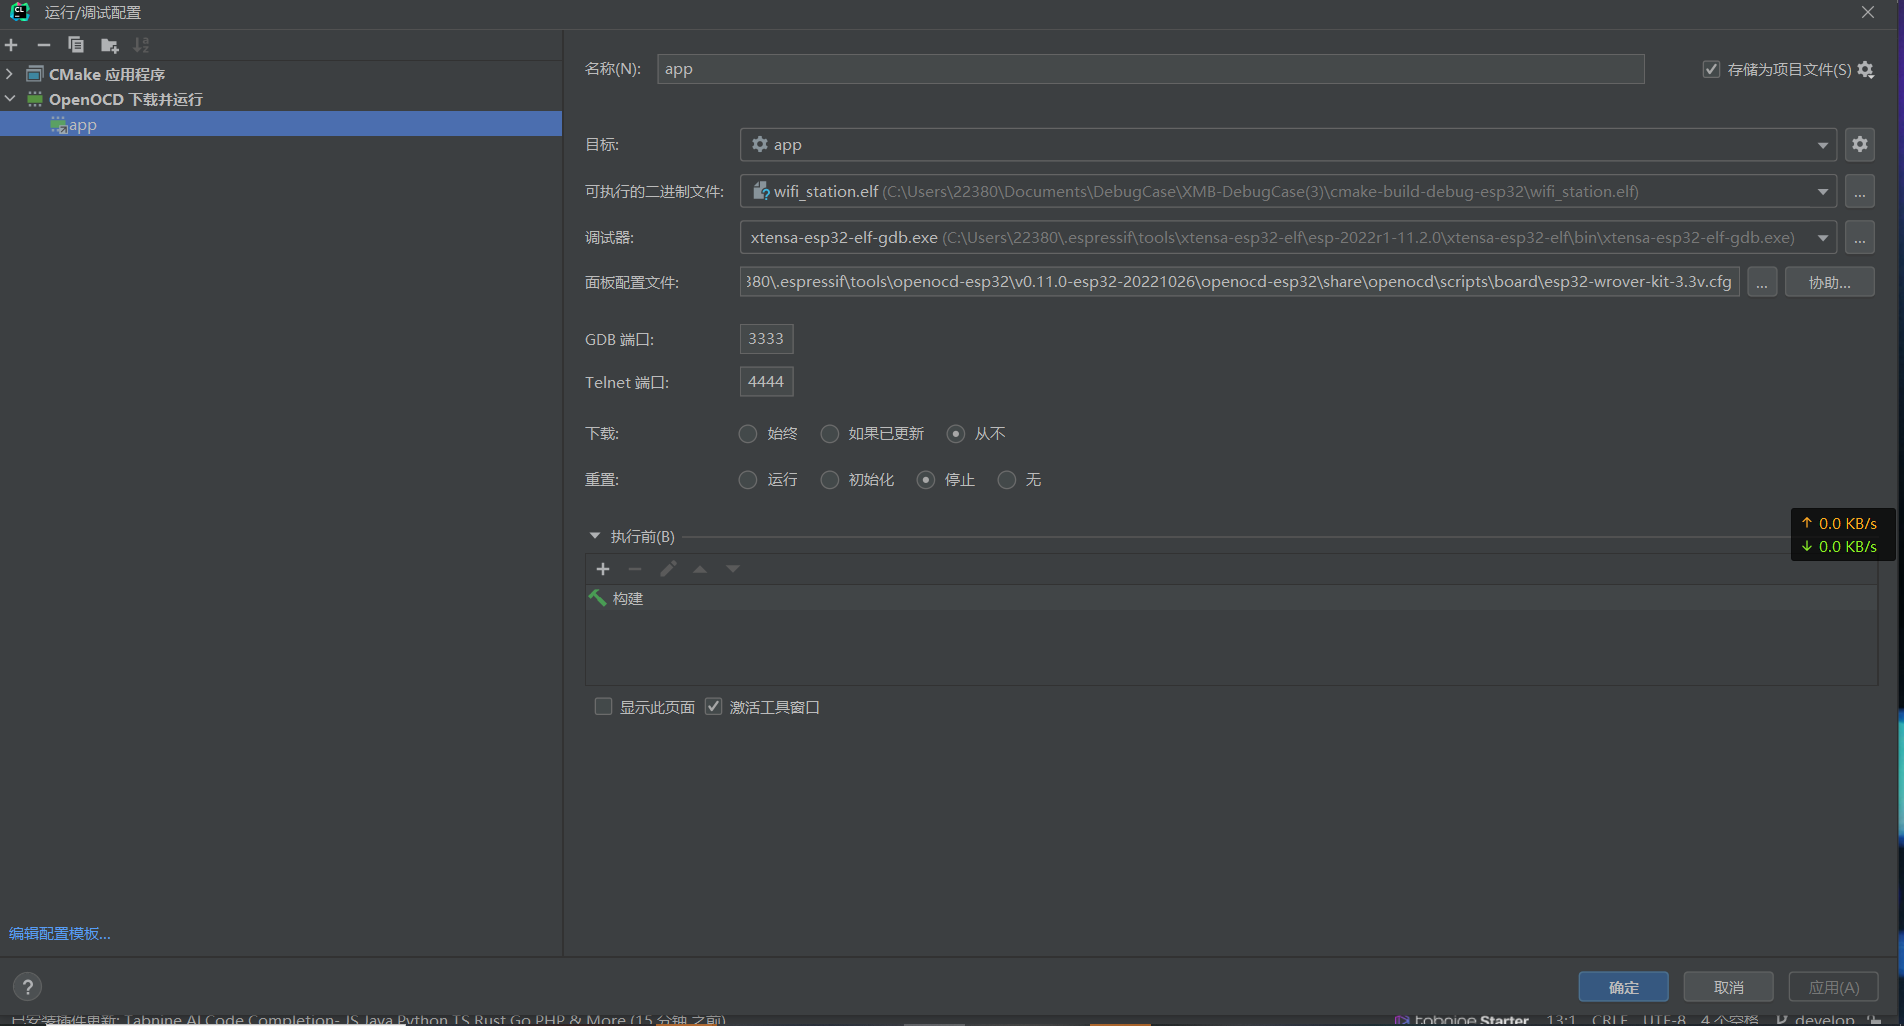 运行/调试配置
CMake 应用程序
OpenOCD 下载并运行
app
名称(N): app
存储为项目文件(S)
目标: app
可执行的二进制文件: wifi_station.elf (C:\Users\22380\Documents\DebugCase\XMB-DebugCase(3)\cmake-build-debug-esp32\wifi_station.elf) ...
调试器: xtensa-esp32-elf-gdb.exe (C:\Users\22380\.espressif\tools\xtensa-esp32-elf\esp-2022r1-11.2.0\xtensa-esp32-elf\bin\xtensa-esp32-elf-gdb.exe) ...
面板配置文件: 380\.espressif\tools\openocd-esp32\v0.11.0-esp32-20221026\openocd-esp32\share\openocd\scripts\board\esp32-wrover-kit-3.3v.cfg ... 协助...
GDB 端口: 3333
Telnet 端口: 4444
下载: 始终 如果已更新 从不
重置: 运行 初始化 停止 无
↑ 0.0 KB/s
↓ 0.0 KB/s
执行前(B)
构建
显示此页面 激活工具窗口
编辑配置模板...
?
确定 取消 应用(A)
已安装插件更新: Tabnine AI Code Completion- JS Java Python TS Rust Go PHP & More (15 分钟 之前)
Starter 13:1 CRLF UTF-8 4 个空格 develop